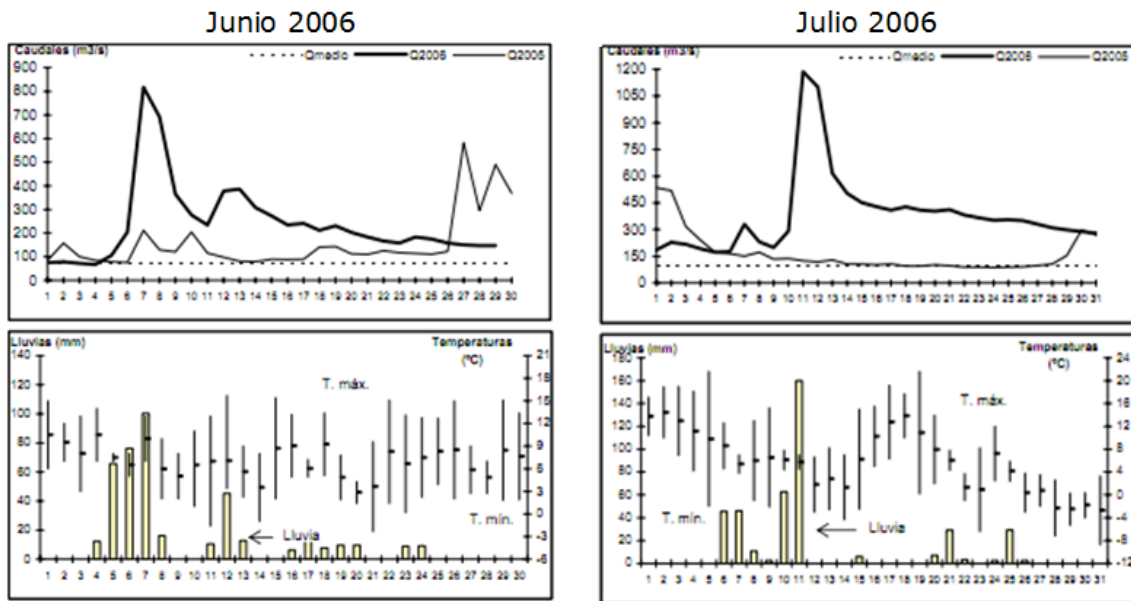 Junio 2006
Caudales (m3/s)
Qmedio Q2006 Q2005
900
800
700
600
500
400
300
200
100
0
1 2 3 4 5 6 7 8 9 10 11 12 13 14 15 16 17 18 19 20 21 22 23 24 25 26 27 28 29 30
Lluvias (mm) Temperaturas
(ºC)
140 21
120 18
100 15
80 12
60 9
40 6
20 3
0 0
-3
-6
T. máx.
T. mín.
Lluvia
1 2 3 4 5 6 7 8 9 10 11 12 13 14 15 16 17 18 19 20 21 22 23 24 25 26 27 28 29 30
Julio 2006
Caudales (m3/s)
Qmedio Q2006 Q2005
1200
1050
900
750
600
450
300
150
0
1 2 3 4 5 6 7 8 9 10 11 12 13 14 15 16 17 18 19 20 21 22 23 24 25 26 27 28 29 30 31
Lluvias (mm) Temperaturas
(ºC)
180 24
160 20
140 16
120 12
100 8
80 4
60 0
40 -4
20 -8
0 -12
T. máx.
T. mín.
Lluvia
1 2 3 4 5 6 7 8 9 10 11 12 13 14 15 16 17 18 19 20 21 22 23 24 25 26 27 28 29 30 31